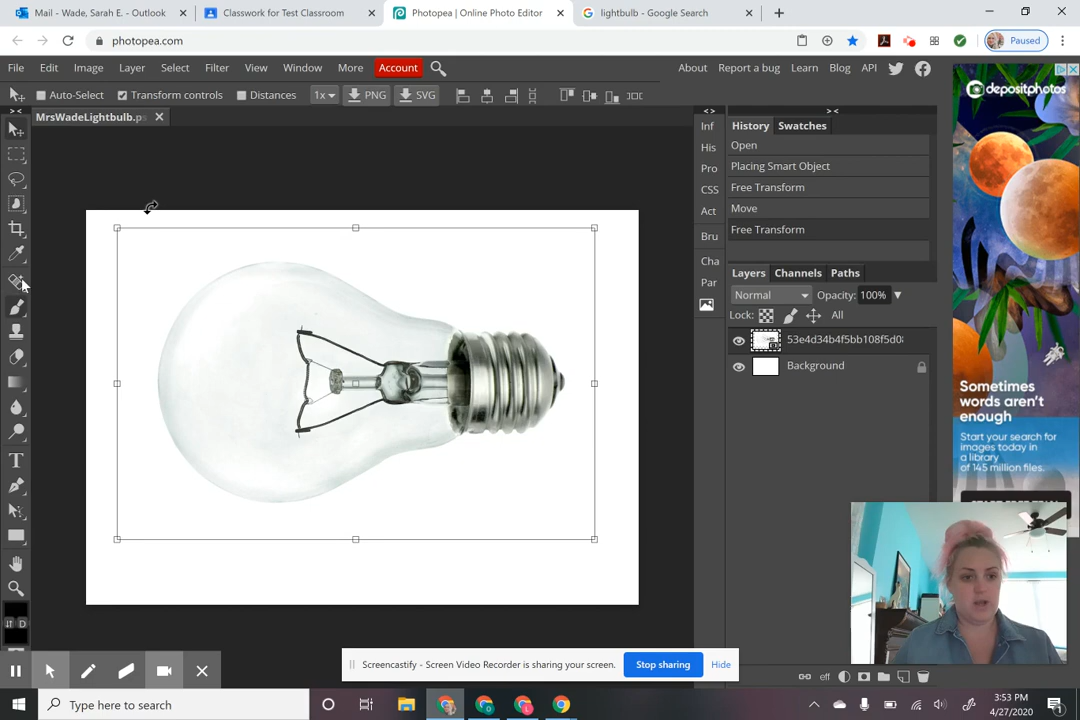 Mail - Wade, Sarah E. - Outlook
Classwork for Test Classroom
Photopea | Online Photo Editor
lightbulb - Google Search
photopea.com
Paused
File Edit Image Layer Select Filter View Window More Account
About Report a bug Learn Blog API
Auto-Select Transform controls Distances 1x PNG SVG
MrsWadeLightbulb.ps
Inf
His
Pro
CSS
Act
Bru
Cha
Par
History Swatches
Open
Placing Smart Object
Free Transform
Move
Free Transform
Layers Channels Paths
Normal Opacity: 100%
Lock: All
53e4d34b4f5bb108f5d0
Background
depositphotos
Sometimes
words aren't
enough
Start your search for
images today in
a library
of 145 million files.
T
D
eff
Screencastify - Screen Video Recorder is sharing your screen. Stop sharing Hide
Type here to search
3:53 PM
4/27/2020